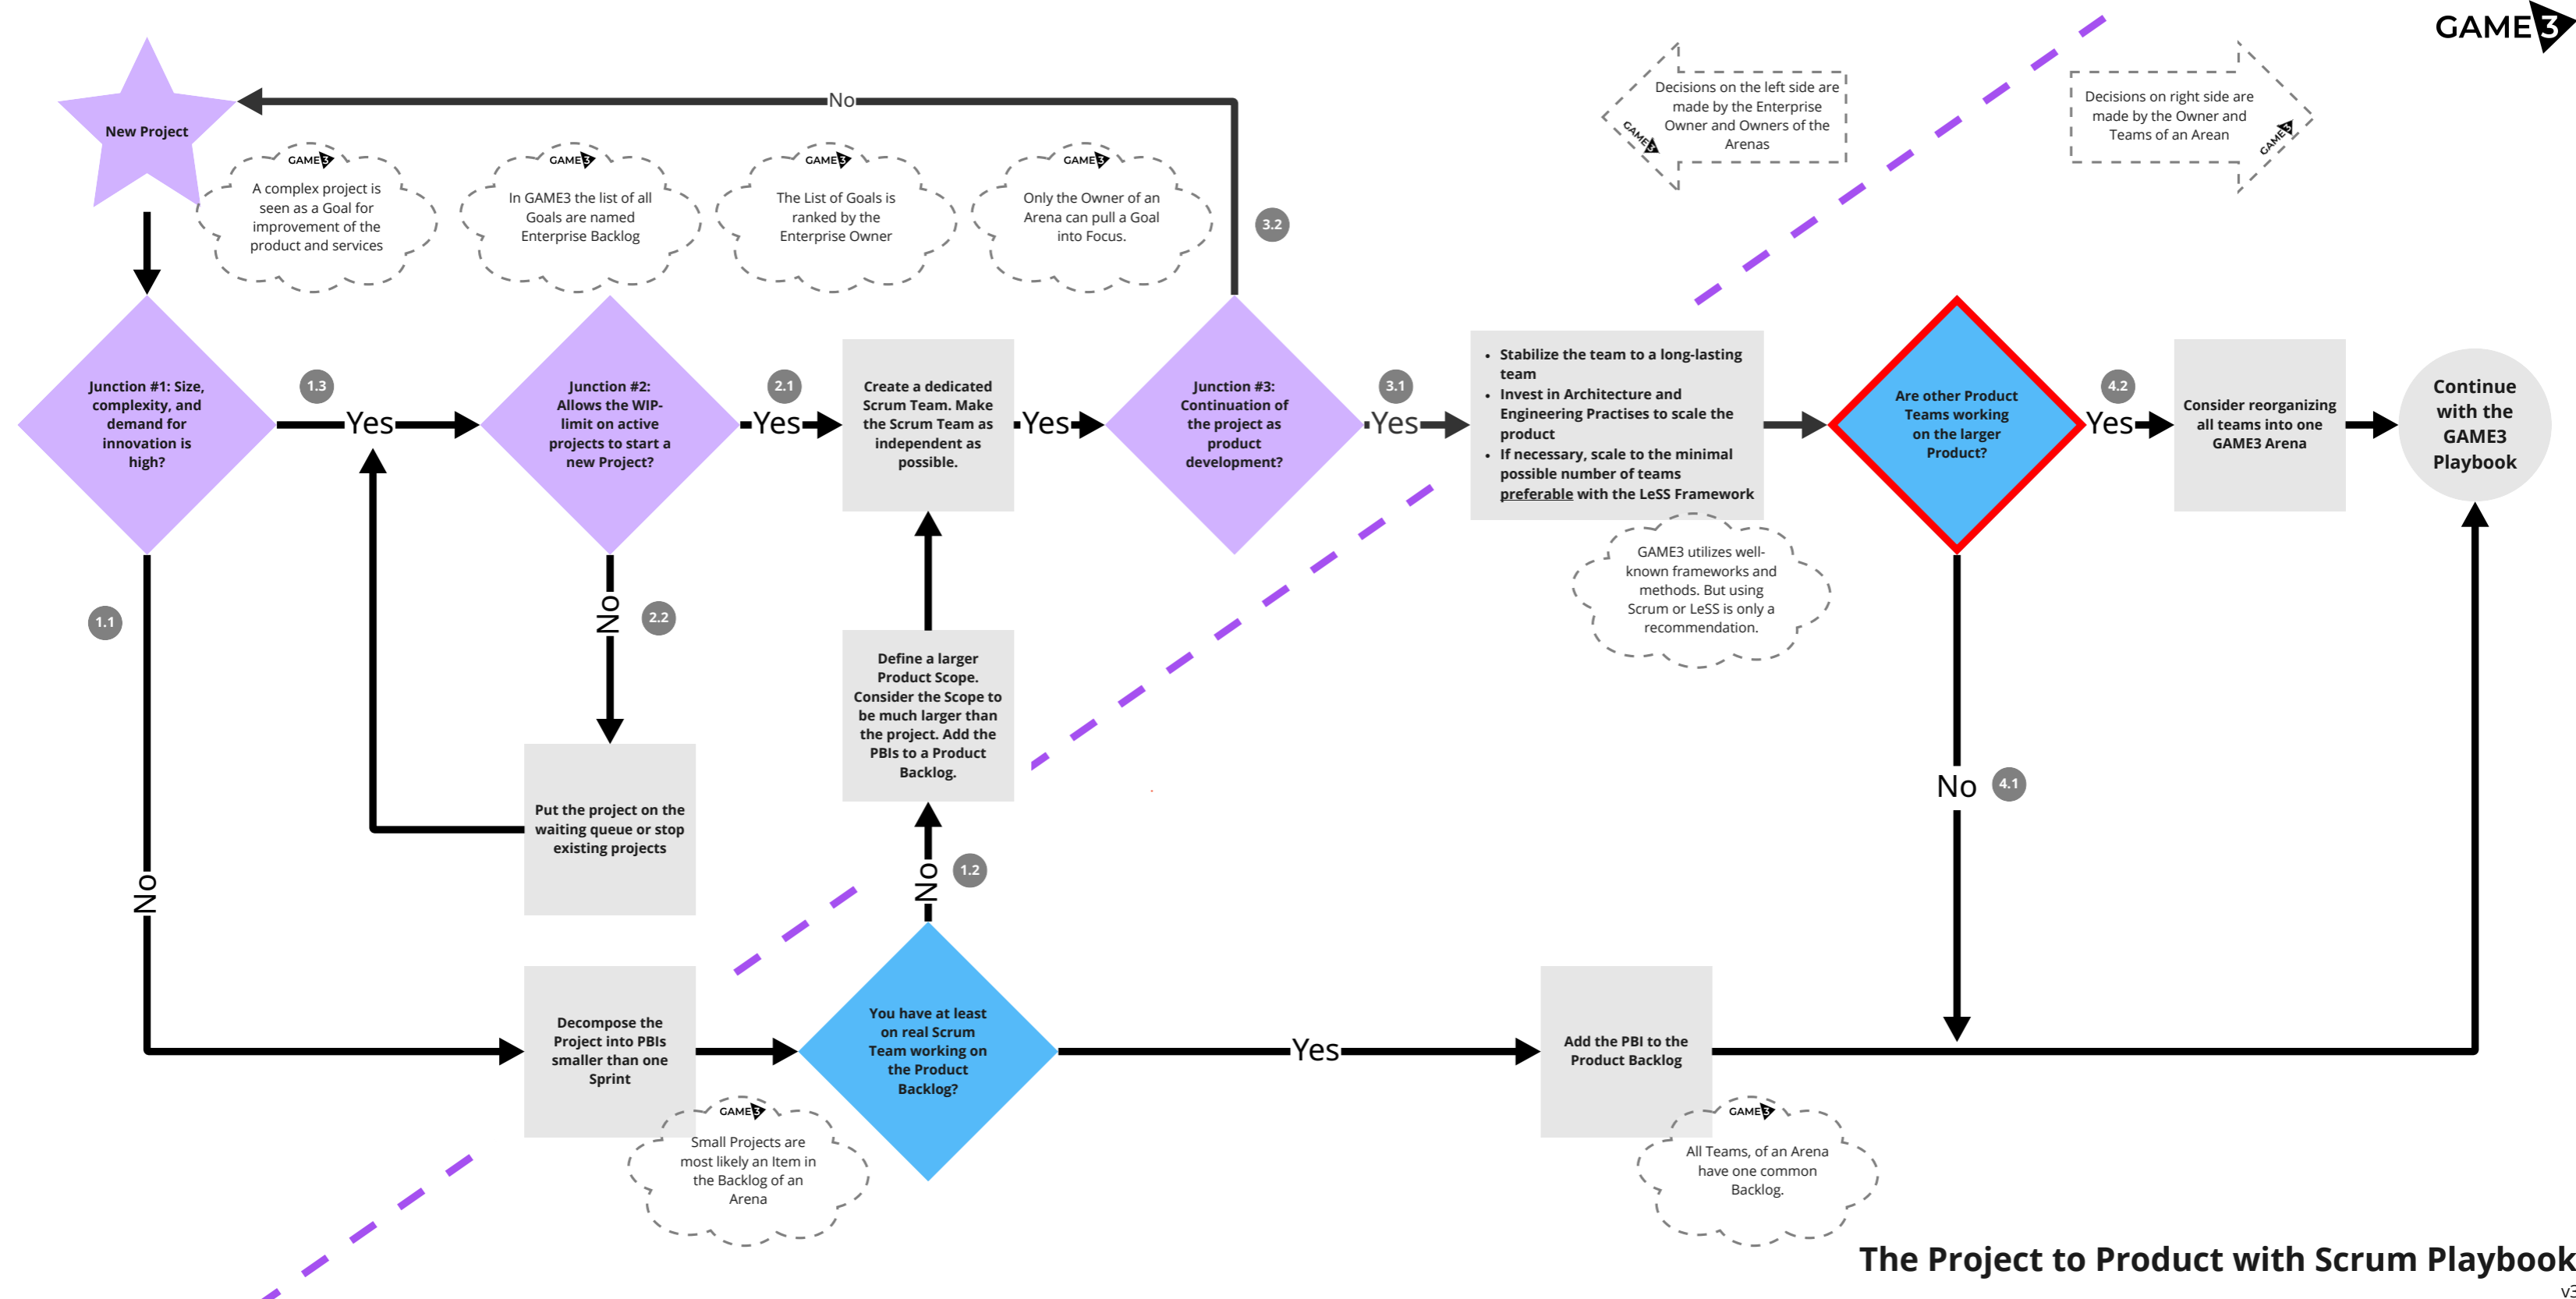 GAME3
New Project
No
Decisions on the left side are
made by the Enterprise
Owner and Owners of the
Arenas
GAME3
Decisions on right side are
made by the Owner and
Teams of an Arean
GAME3
GAME3
A complex project is
seen as a Goal for
improvement of the
product and services
GAME3
In GAME3 the list of all
Goals are named
Enterprise Backlog
GAME3
The List of Goals is
ranked by the
Enterprise Owner
GAME3
Only the Owner of an
Arena can pull a Goal
into Focus.
3.2
Junction #1: Size,
complexity, and
demand for
innovation is
high?
1.3
Yes
Junction #2:
Allows the WIP-
limit on active
projects to start a
new Project?
2.1
Yes
Create a dedicated
Scrum Team. Make
the Scrum Team as
independent as
possible.
Yes
Junction #3:
Continuation of
the project as
product
development?
3.1
Yes
• Stabilize the team to a long-lasting
team
• Invest in Architecture and
Engineering Practises to scale the
product
• If necessary, scale to the minimal
possible number of teams
preferable with the LeSS Framework
Are other Product
Teams working
on the larger
Product?
4.2
Yes
Consider reorganizing
all teams into one
GAME3 Arena
Continue
with the
GAME3
Playbook
GAME3 utilizes well-
known frameworks and
methods. But using
Scrum or LeSS is only a
recommendation.
1.1
No
No
2.2
Define a larger
Product Scope.
Consider the Scope to
be much larger than
the project. Add the
PBIs to a Product
Backlog.
Put the project on the
waiting queue or stop
existing projects
No
1.2
No
4.1
Decompose the
Project into PBIs
smaller than one
Sprint
You have at least
on real Scrum
Team working on
the Product
Backlog?
Yes
Add the PBI to the
Product Backlog
GAME3
Small Projects are
most likely an Item in
the Backlog of an
Arena
GAME3
All Teams, of an Arena
have one common
Backlog.
The Project to Product with Scrum Playbook
v3